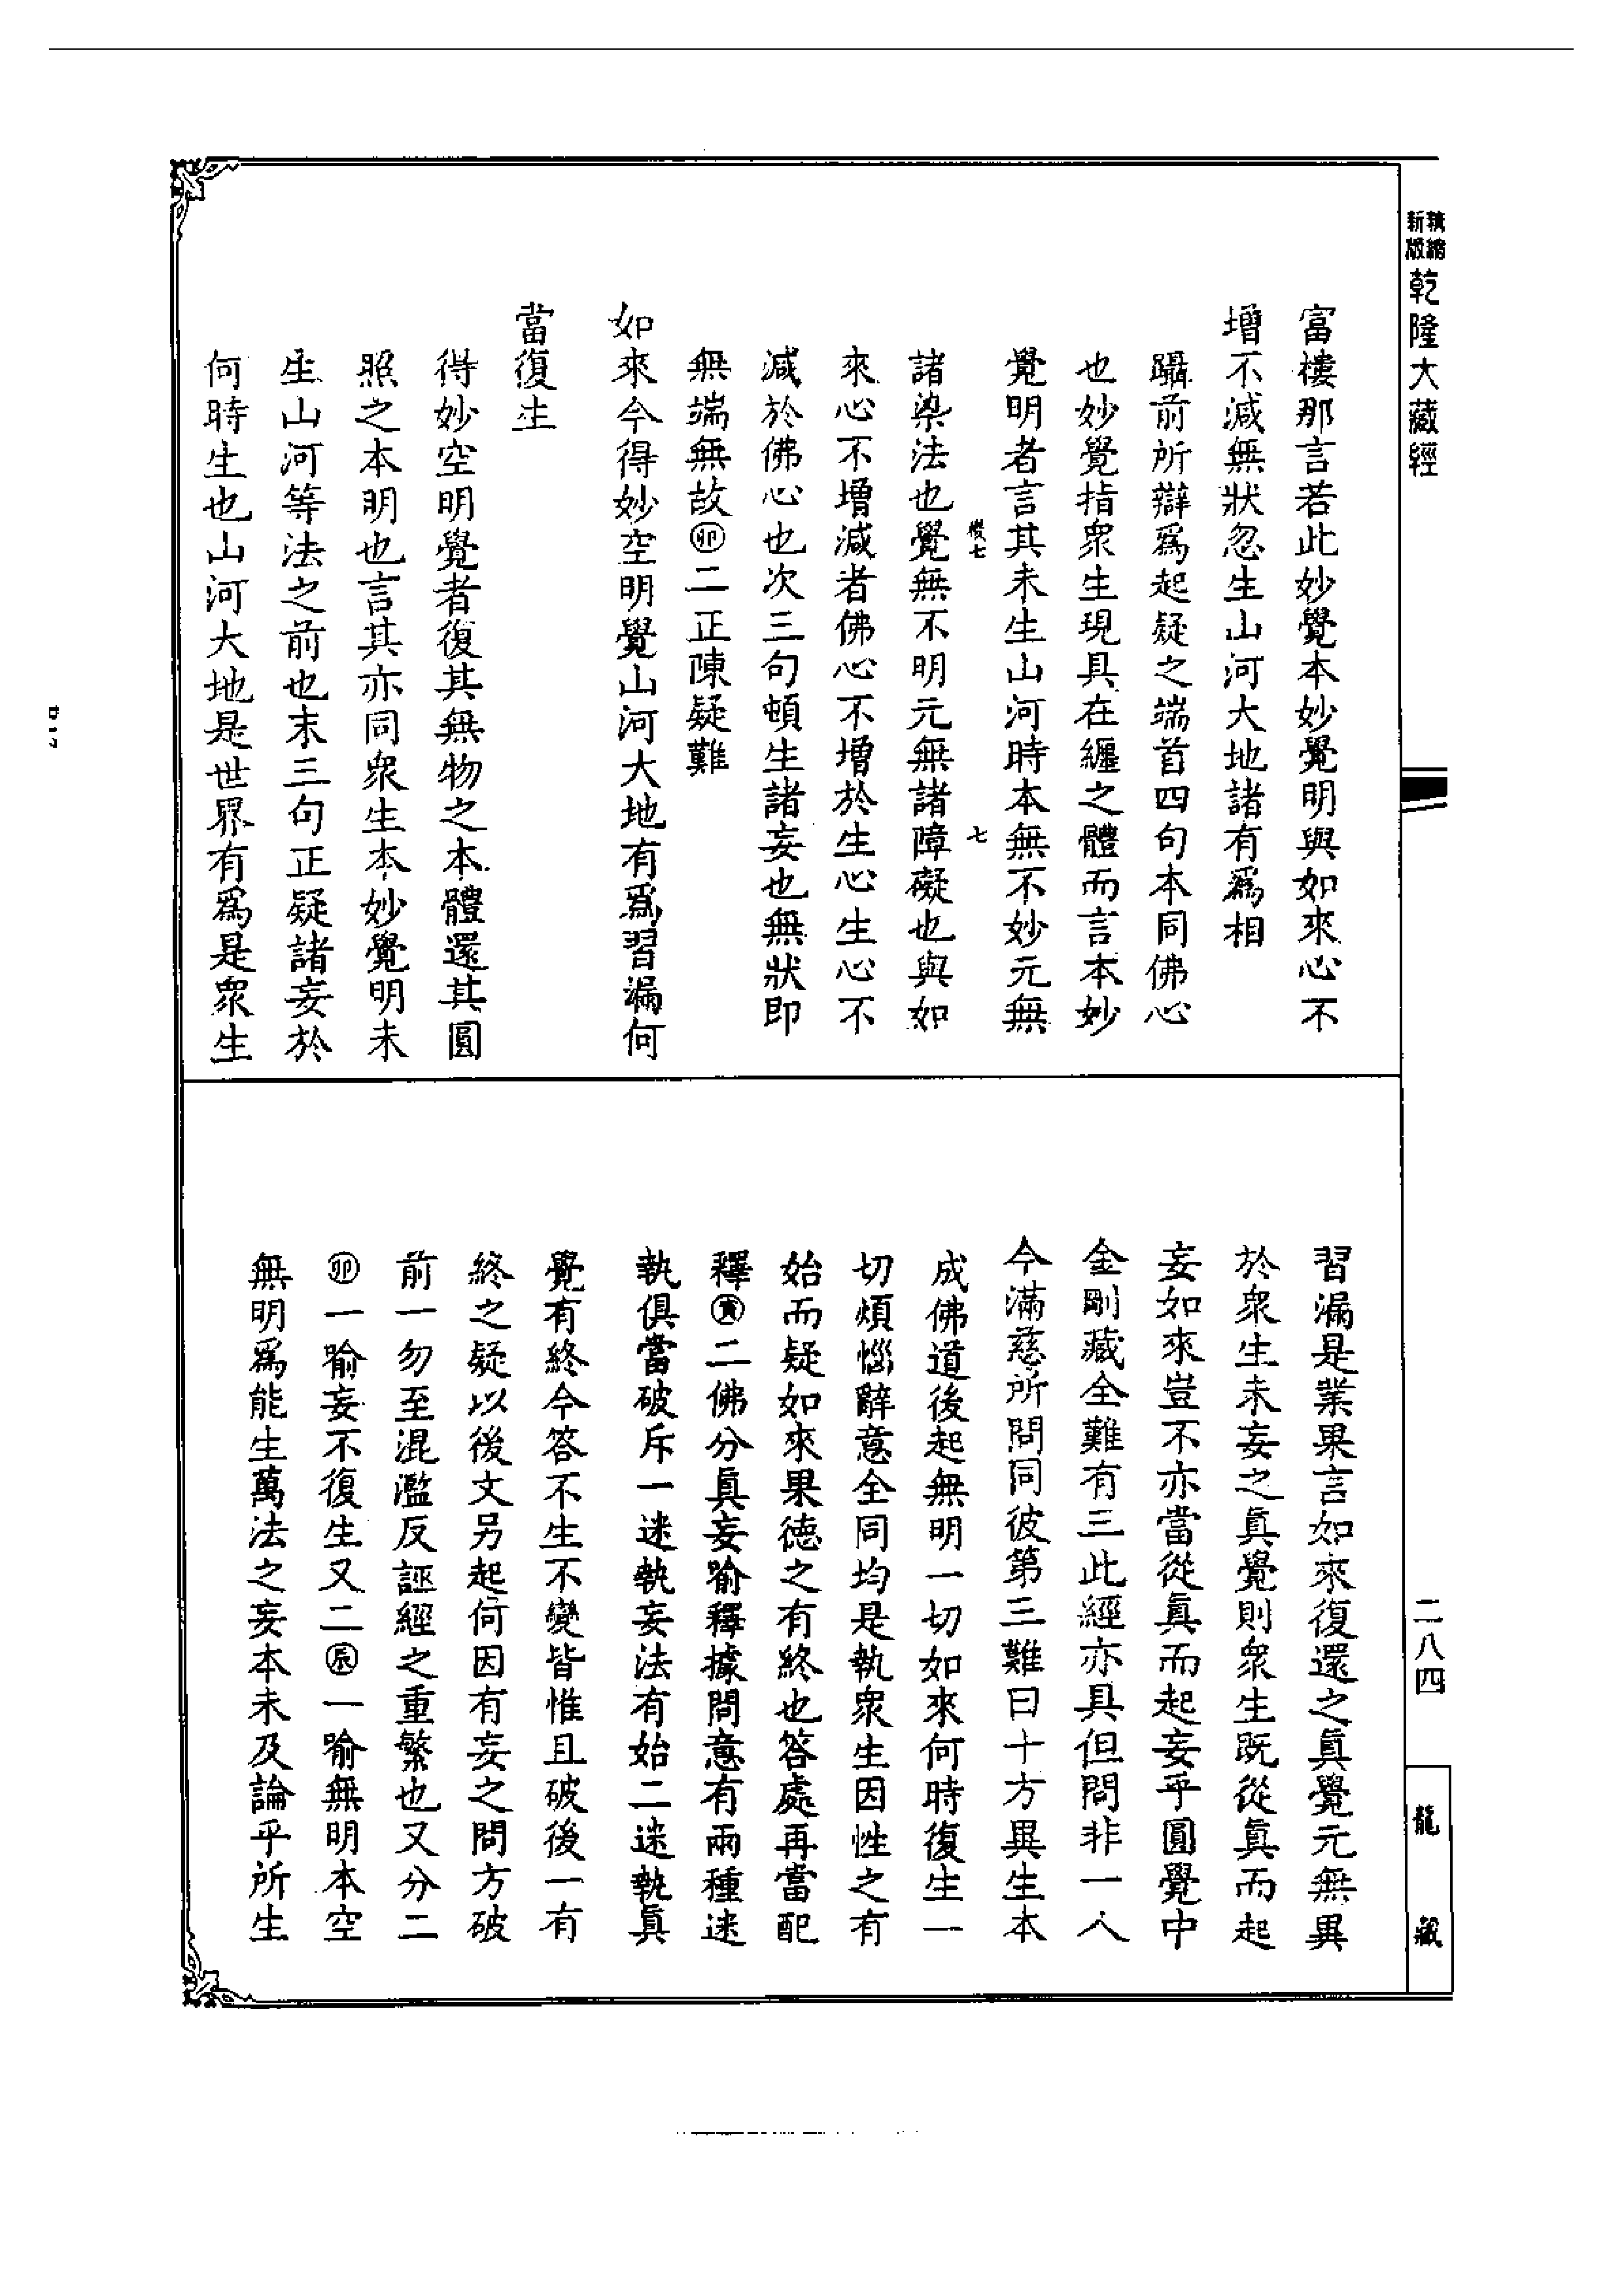 新版精縮乾隆大藏經
富樓那言若此妙覺本妙覺明與如來心不
增不減無狀忽生山河大地諸有爲相
躡前所辯爲起疑之端首四句本同佛心
也妙覺指衆生現具在纏之體而言本妙
覺明者言其未生山河時本無不妙元無
七
諸染法也覺無不明元無諸障礙也與如
來心不增減者佛心不增於生心生心不
減於佛心也次三句頓生諸妄也無狀即
無端無故㊞二正陳疑難
如來今得妙空明覺山河大地有爲習漏何
當復生
得妙空明覺者復其無物之本體還其圓
照之本明也言其亦同衆生本妙覺明未
生山河等法之前也末三句正疑諸妄於
何時生也山河大地是世界有爲是衆生
習漏是業果言如來復還之眞覺元無異
於衆生未妄之眞覺則衆生旣從眞而起
妄如來豈不亦當從眞而起妄乎圓覺中
金剛藏全難有三此經亦具但問非一人
今滿慈所問同彼第三難曰十方異生本
成佛道後起無明一切如來何時復生一
切煩惱辭意全同均是執衆生因性之有
始而疑如來果德之有終也答處再當配
釋寅二佛分眞妄喻釋據問意有兩種迷
執俱當破斥一迷執妄法有始二迷執眞
覺有終今答不生不變皆惟且破後一有
終之疑以後文另起何因有妄之問方破
前一勿至混濫反誣經之重繁也又分二
卯一喻妄不復生又二辰一喻無明本空
無明爲能生萬法之妄本未及論乎所生
二八四
龍藏